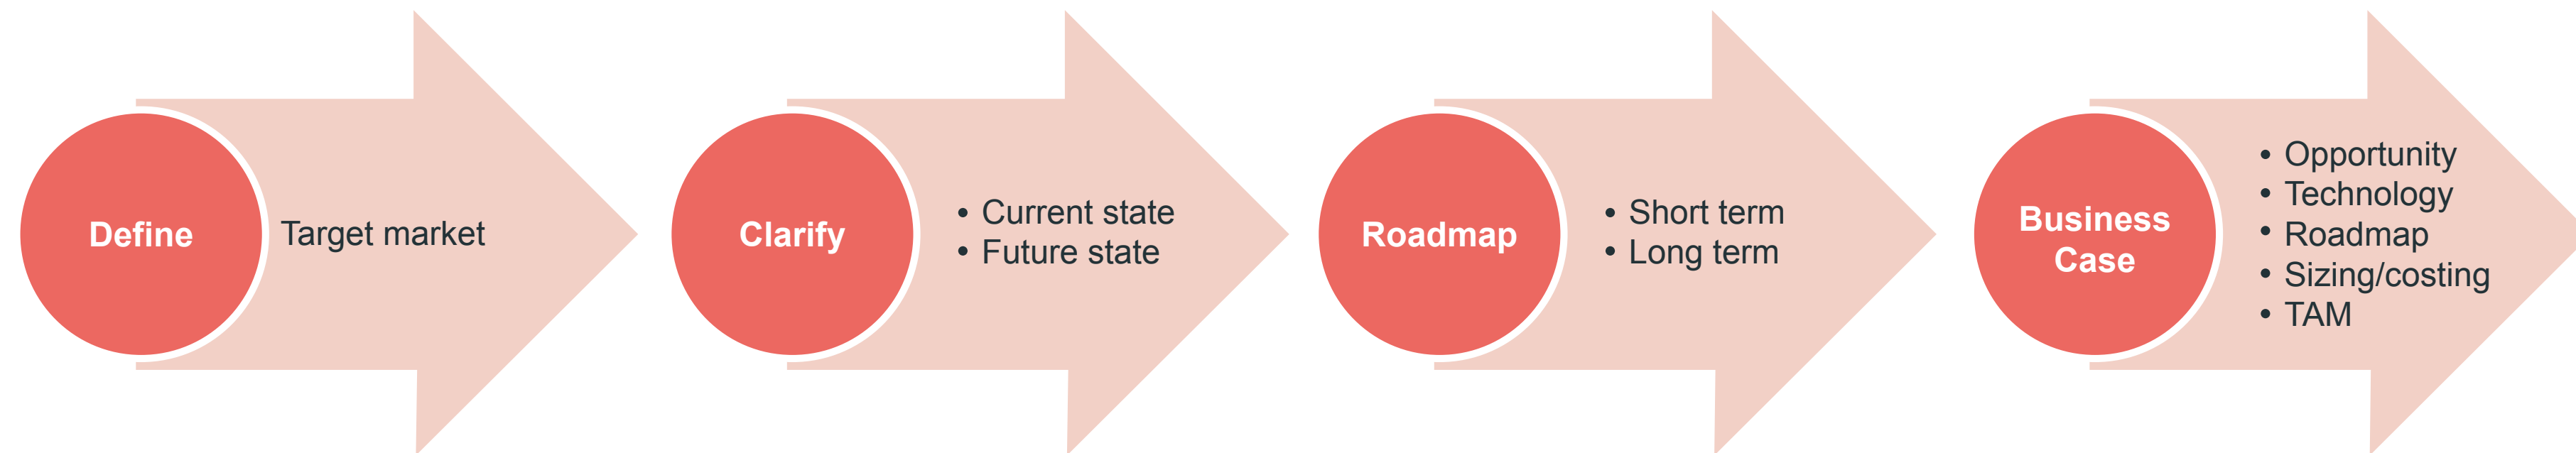 Define
Target market
Clarify
• Current state
• Future state
Roadmap
• Short term
• Long term
Business
Case
• Opportunity
• Technology
• Roadmap
• Sizing/costing
• TAM